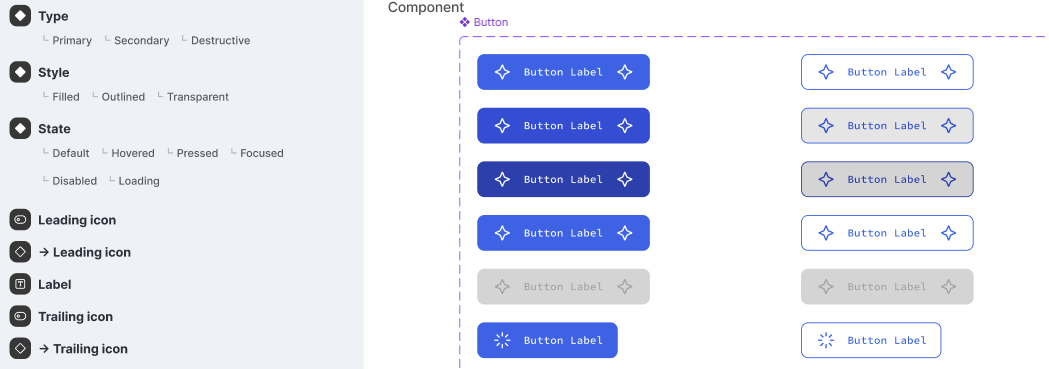 Type
Primary Secondary Destructive
Style
Filled Outlined Transparent
State
Default Hovered Pressed Focused
Disabled Loading
Leading icon
→ Leading icon
Label
Trailing icon
→ Trailing icon
Component
Button
Button Label Button Label
Button Label Button Label
Button Label Button Label
Button Label Button Label
Button Label Button Label
Button Label Button Label